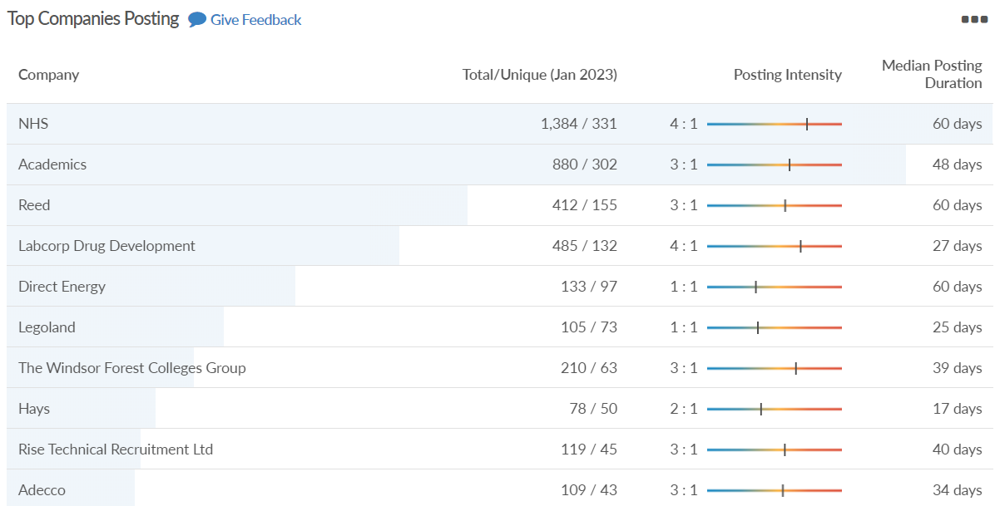 Top Companies Posting Give Feedback
Company Total/Unique (Jan 2023) Posting Intensity Median Posting Duration
NHS 1,384 / 331 4 : 1 60 days
Academics 880 / 302 3 : 1 48 days
Reed 412 / 155 3 : 1 60 days
Labcorp Drug Development 485 / 132 4 : 1 27 days
Direct Energy 133 / 97 1 : 1 60 days
Legoland 105 / 73 1 : 1 25 days
The Windsor Forest Colleges Group 210 / 63 3 : 1 39 days
Hays 78 / 50 2 : 1 17 days
Rise Technical Recruitment Ltd 119 / 45 3 : 1 40 days
Adecco 109 / 43 3 : 1 34 days